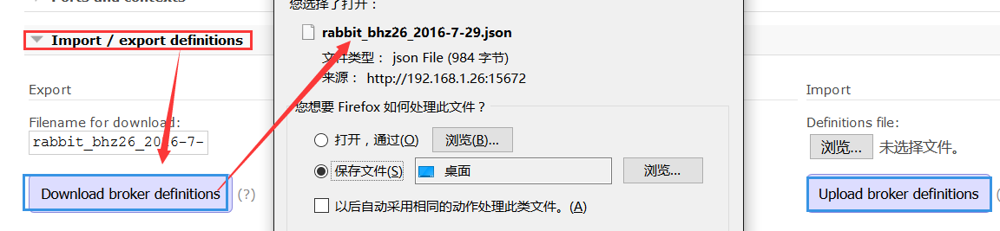 Ports and contexts
Import / export definitions
Export
Filename for download:
rabbit_bhz26_2016-7-
Download broker definitions
(?)
您选择了打开：
rabbit_bhz26_2016-7-29.json
文件类型： json File (984 字节)
来源： http://192.168.1.26:15672
您想要 Firefox 如何处理此文件？
打开，通过(O) 浏览(B)...
保存文件(S) 桌面 浏览...
以后自动采用相同的动作处理此类文件。(A)
Import
Definitions file:
浏览... 未选择文件。
Upload broker definitions
(?)